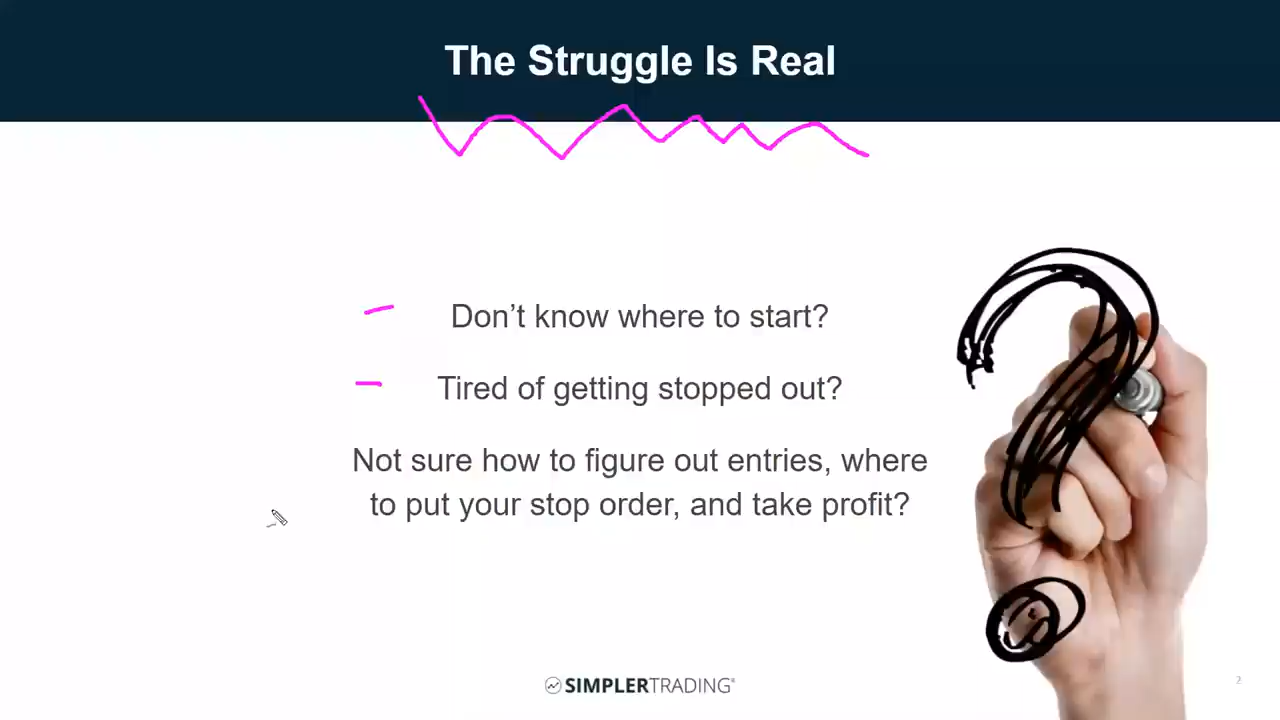 The Struggle Is Real
Don’t know where to start?
Tired of getting stopped out?
Not sure how to figure out entries, where
to put your stop order, and take profit?
SIMPLERTRADING®
2